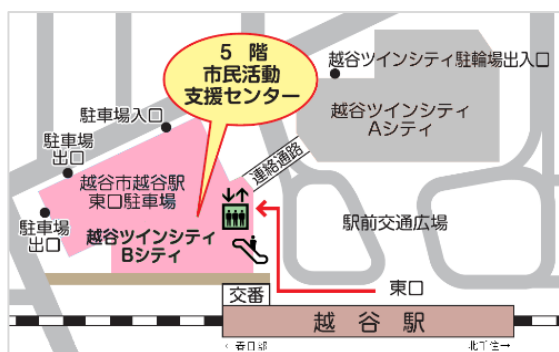 5 階
市民活動
支援センター
越谷ツインシティ駐輪場出入口
越谷ツインシティ
Aシティ
駐車場入口
駐車場
出口
連絡通路
越谷市越谷駅
東口駐車場
駐車場
出口
越谷ツインシティ
Bシティ
駅前交通広場
交番
東口
越谷駅
北千住→